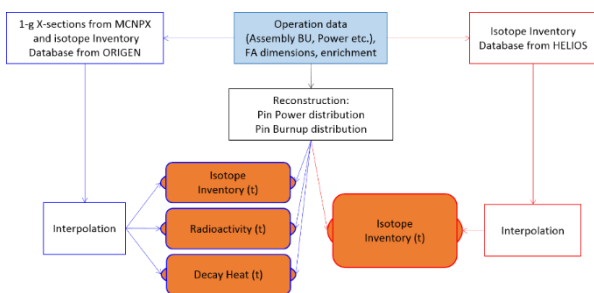 1-g X-sections from MCNPX
and isotope Inventory
Database from ORIGEN
Operation data
(Assembly BU, Power etc.),
FA dimensions, enrichment
Isotope Inventory
Database from HELIOS
Reconstruction:
Pin Power distribution
Pin Burnup distribution
Isotope
Inventory (t)
Interpolation
Radioactivity (t)
Decay Heat (t)
Isotope
Inventory (t)
Interpolation